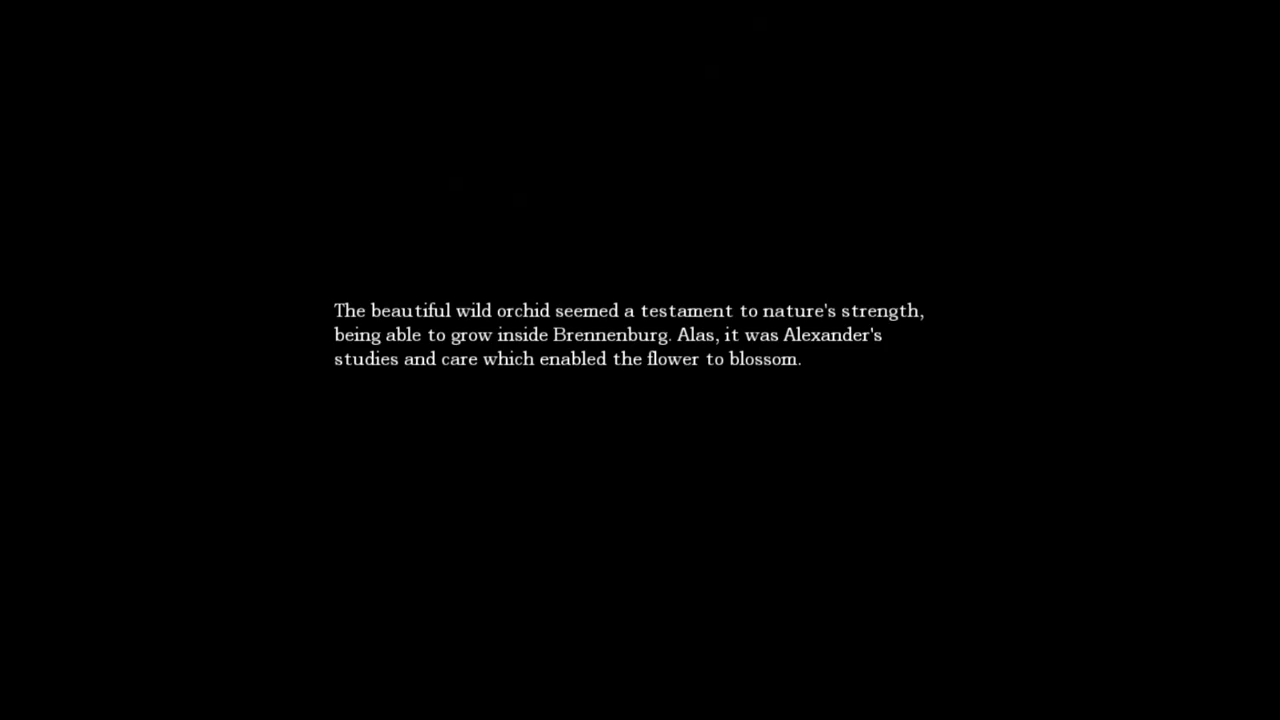 The beautiful wild orchid seemed a testament to nature's strength,
being able to grow inside Brennenburg. Alas, it was Alexander's
studies and care which enabled the flower to blossom.